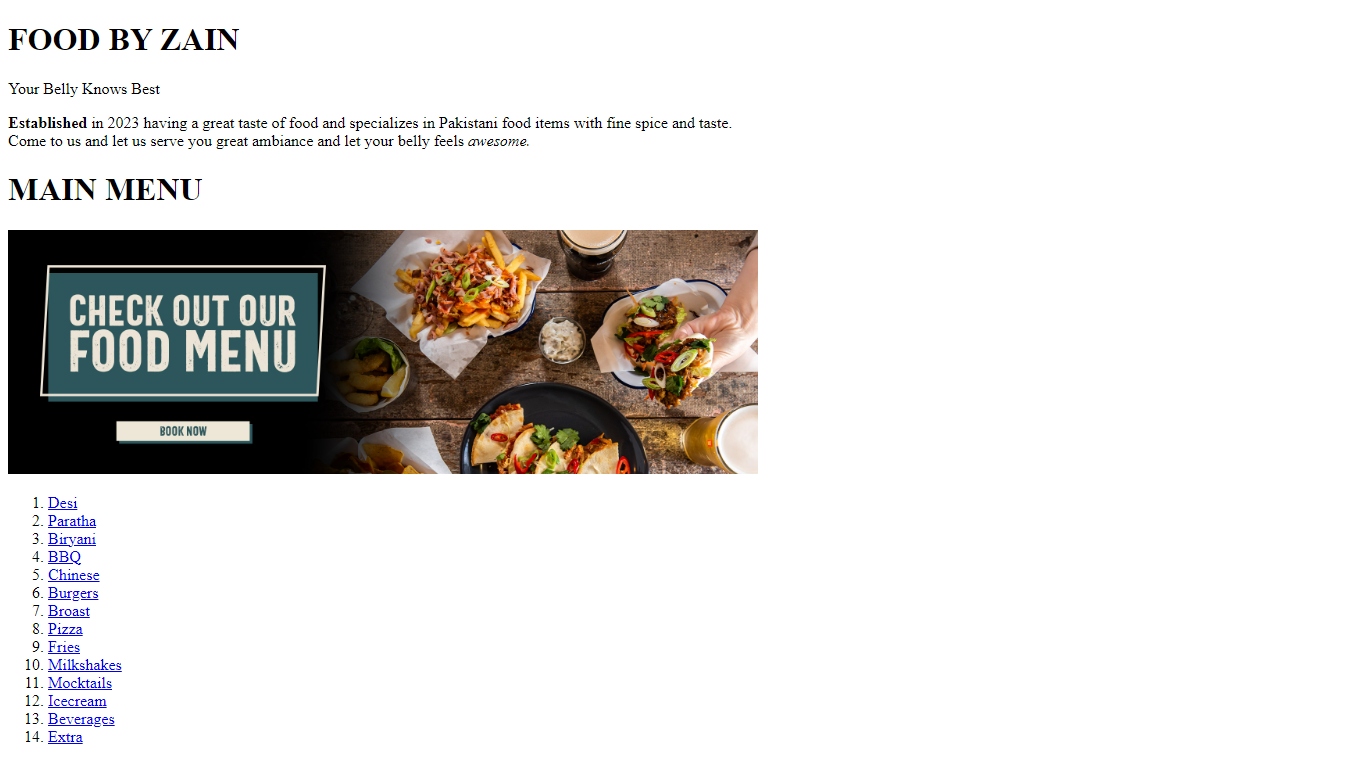 FOOD BY ZAIN
Your Belly Knows Best
Established in 2023 having a great taste of food and specializes in Pakistani food items with fine spice and taste.
Come to us and let us serve you great ambiance and let your belly feels awesome.
MAIN MENU
CHECK OUT OUR
FOOD MENU
BOOK NOW
1. Desi
2. Paratha
3. Biryani
4. BBQ
5. Chinese
6. Burgers
7. Broast
8. Pizza
9. Fries
10. Milkshakes
11. Mocktails
12. Icecream
13. Beverages
14. Extra